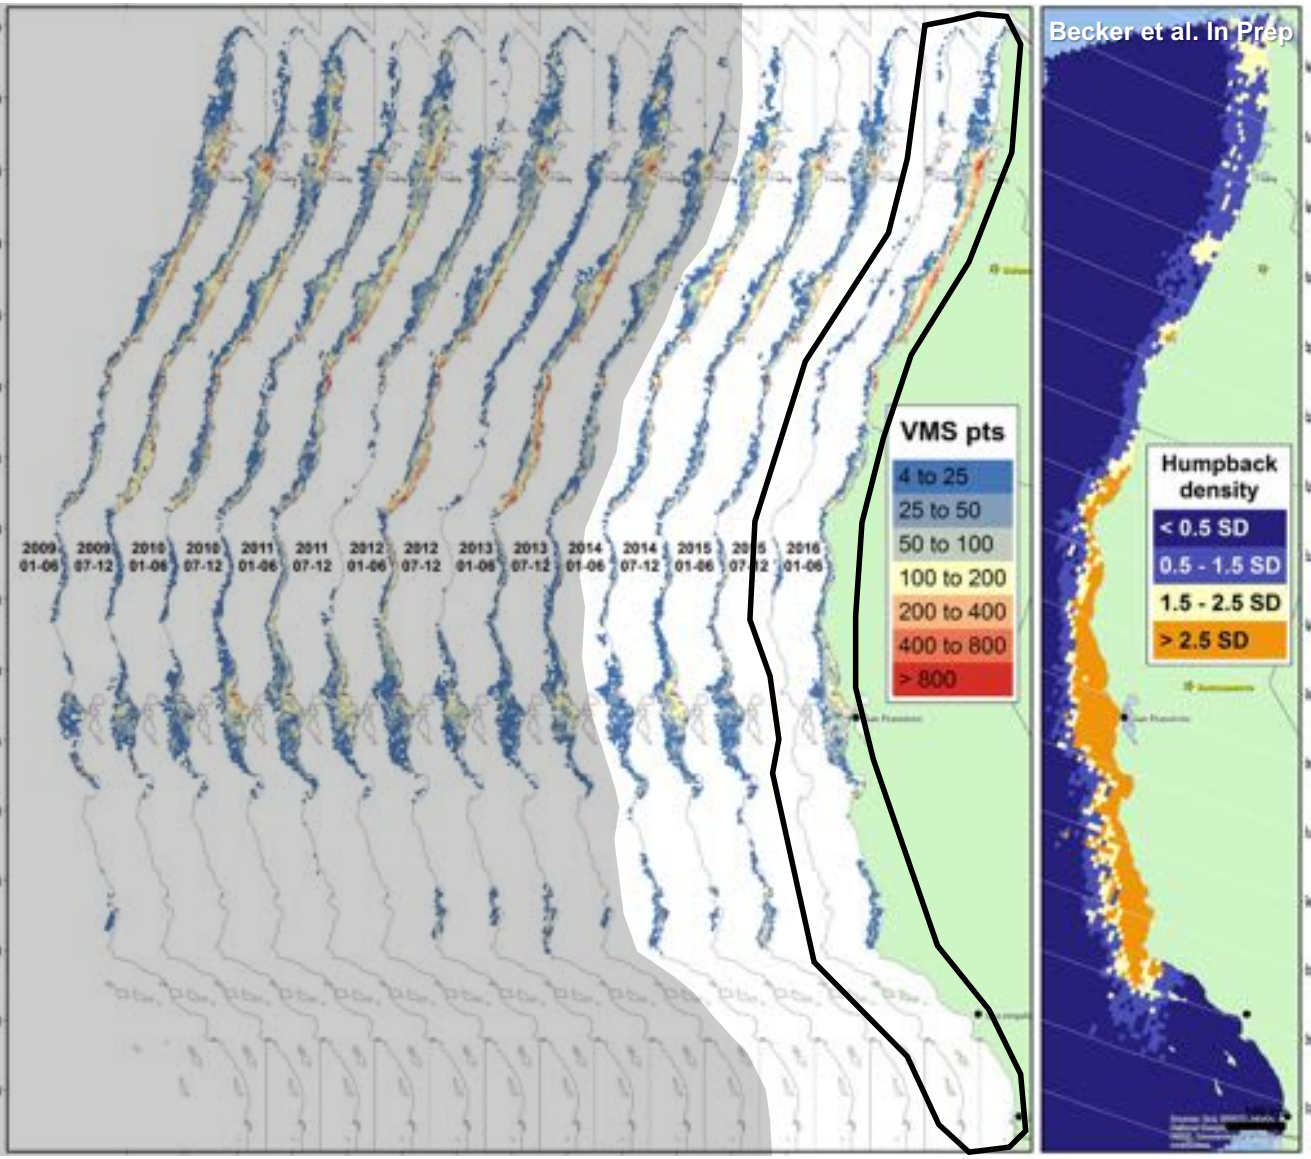 Becker et al. In Prep
VMS pts
4 to 25
25 to 50
50 to 100
100 to 200
200 to 400
400 to 800
> 800
Humpback
density
< 0.5 SD
0.5 - 1.5 SD
1.5 - 2.5 SD
> 2.5 SD
2009 2009 2010 2010 2011 2011 2012 2012 2013 2013 2014 2014 2015 2015 2016
01-06 07-12 01-06 07-12 01-06 07-12 01-06 07-12 01-06 07-12 01-06 07-12 01-06 07-12 01-06
San Francisco
San Francisco